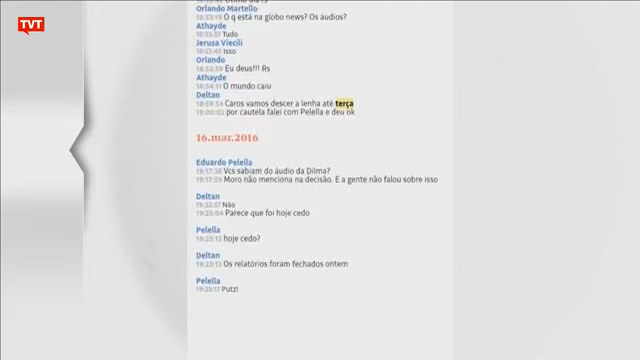 TVT
Orlando Martello
18:53:19 O q está na globo news? Os áudios?
Athayde
18:53:37 Tudo
Jerusa Viecili
18:53:40 Isso
Orlando
18:53:59 Eu deus!!! Rs
Athayde
18:54:11 O mundo caiu
Deltan
18:59:54 Caros vamos descer a lenha até terça
19:00:02 por cautela falei com Pelella e deu ok
16.mar.2016
Eduardo Pelella
19:17:28 Vcs sabiam do áudio da Dilma?
19:17:59 Moro não menciona na decisão. E a gente não falou sobre isso
Deltan
19:22:57 Não
19:23:04 Parece que foi hoje cedo
Pelella
19:23:13 hoje cedo?
Deltan
19:23:13 Os relatórios foram fechados ontem
Pelella
19:23:17 Putz!